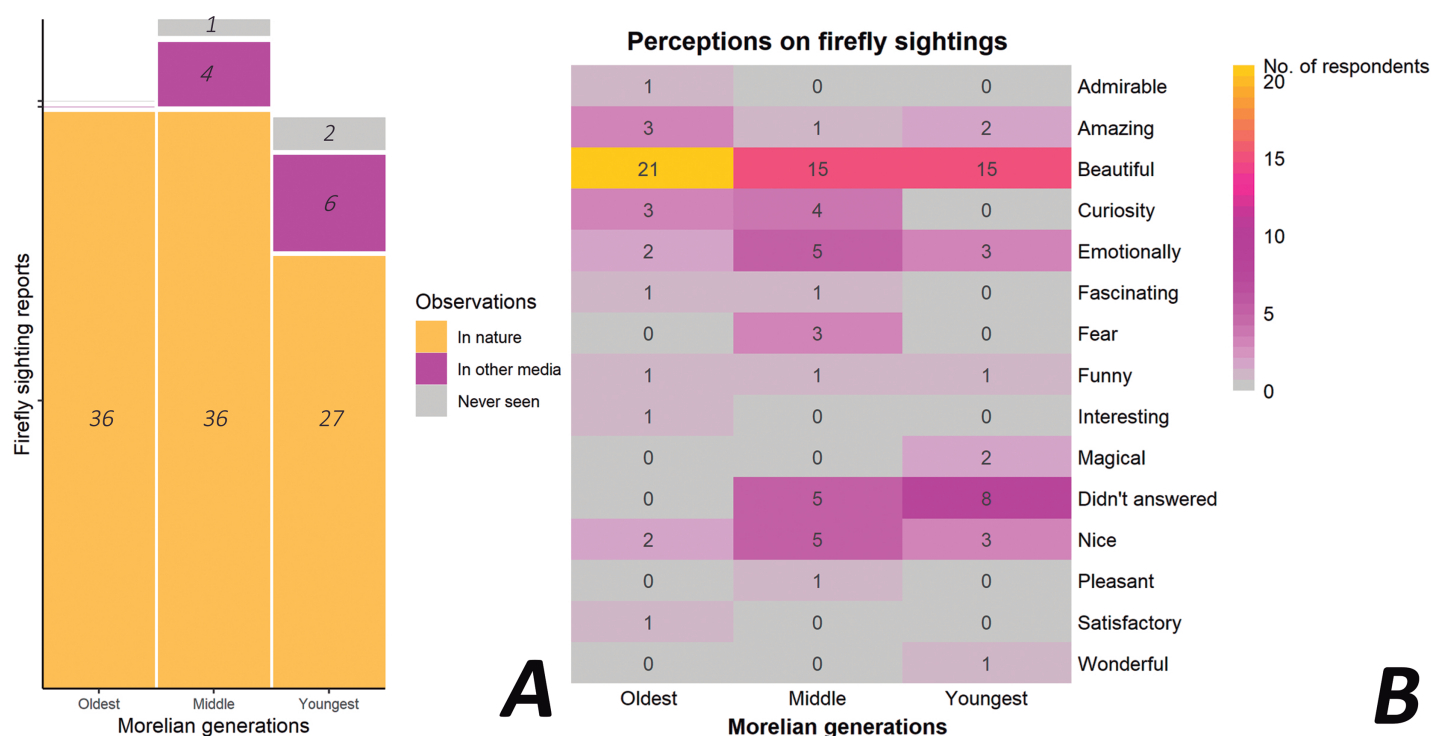 Firefly sighting reports
1
4
2
6
36 36 27
Oldest Middle Youngest
Morelian generations
Observations
In nature
In other media
Never seen
A
Perceptions on firefly sightings
1 0 0 Admirable
3 1 2 Amazing
21 15 15 Beautiful
3 4 0 Curiosity
2 5 3 Emotionally
1 1 0 Fascinating
0 3 0 Fear
1 1 1 Funny
1 0 0 Interesting
0 0 2 Magical
0 5 8 Didn't answered
2 5 3 Nice
0 1 0 Pleasant
1 0 0 Satisfactory
0 0 1 Wonderful
Oldest Middle Youngest
Morelian generations
No. of respondents
20
15
10
5
0
B